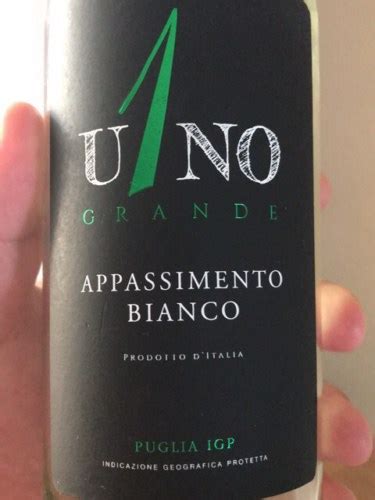 U1NO
GRANDE
APPASSIMENTO
BIANCO
PRODOTTO D'ITALIA
PUGLIA IGP
INDICAZIONE GEOGRAFICA PROTETTA